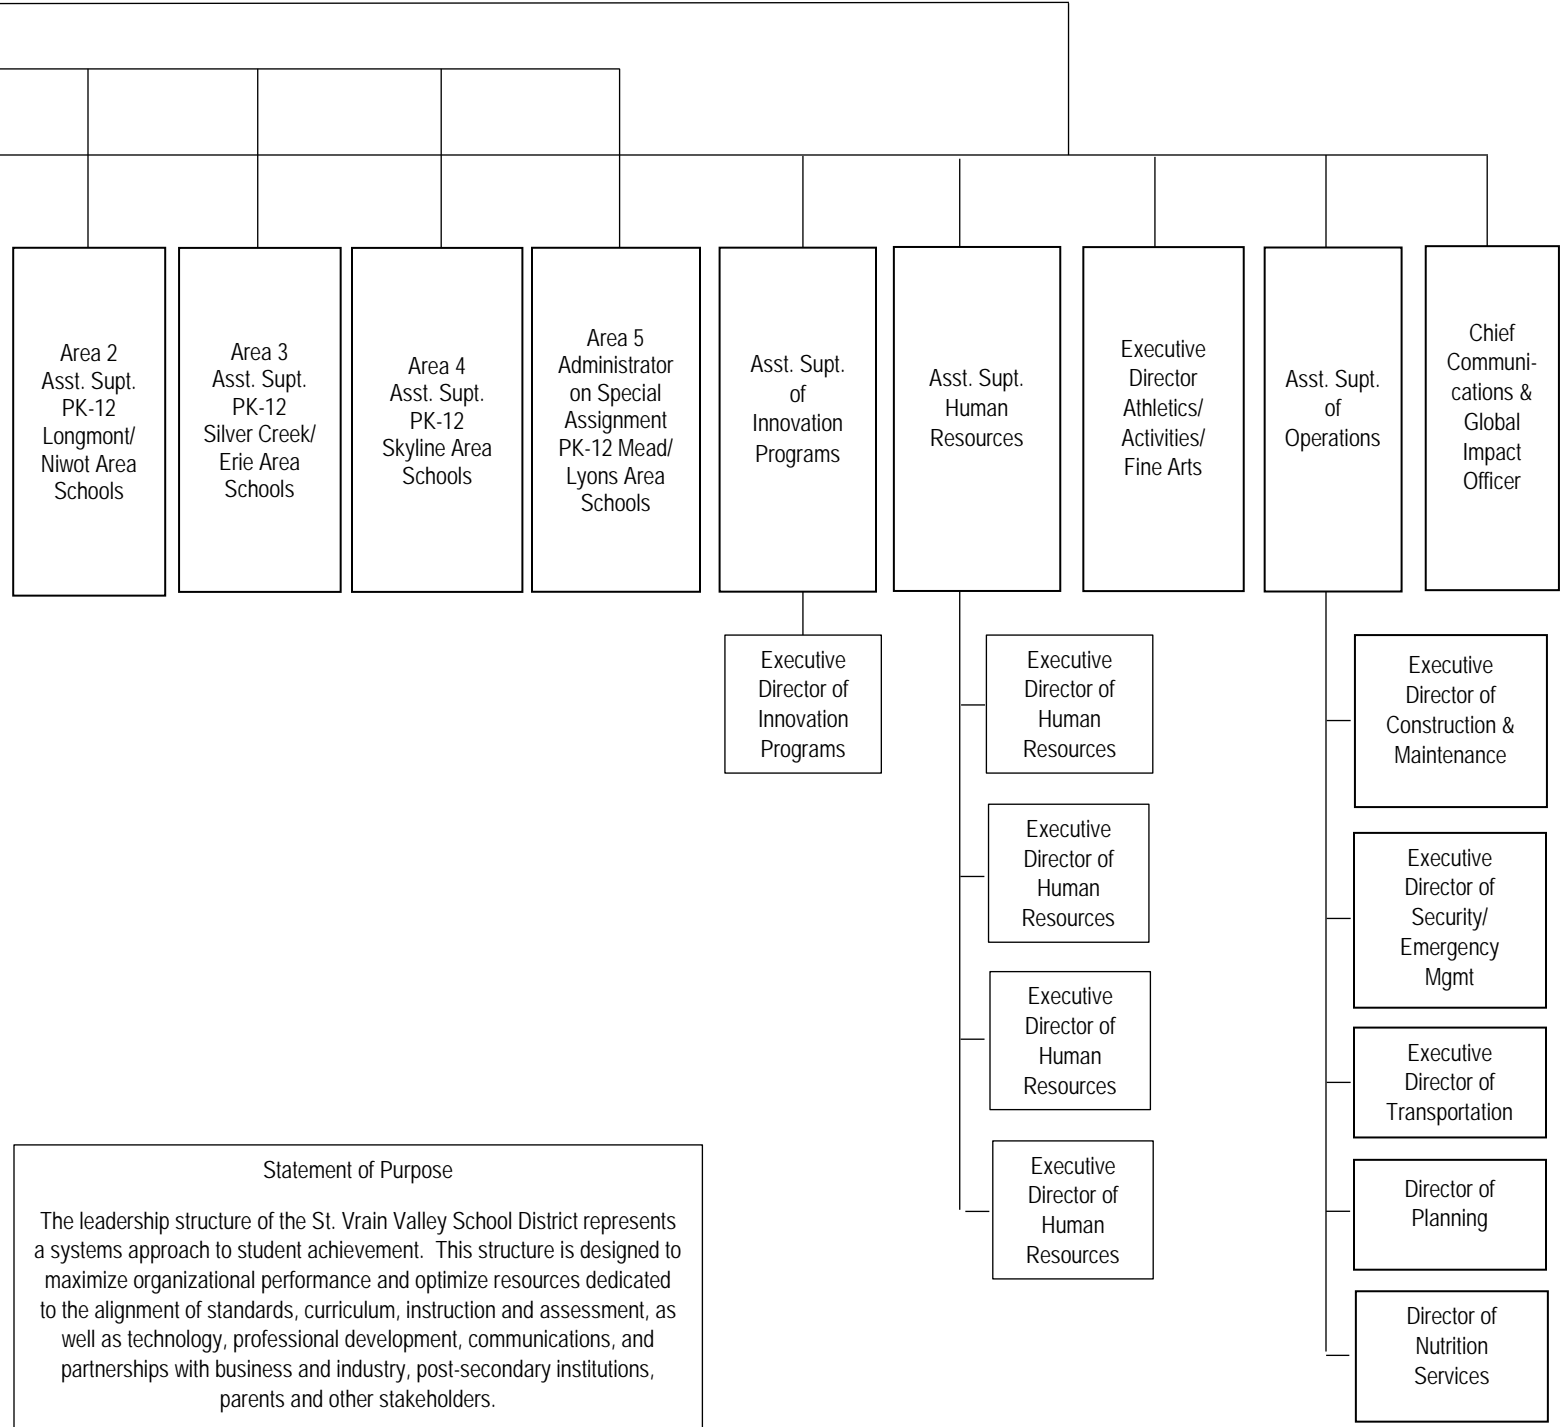 Area 2
Asst. Supt.
PK-12
Longmont/
Niwot Area
Schools
Area 3
Asst. Supt.
PK-12
Silver Creek/
Erie Area
Schools
Area 4
Asst. Supt.
PK-12
Skyline Area
Schools
Area 5
Administrator
on Special
Assignment
PK-12 Mead/
Lyons Area
Schools
Asst. Supt.
of
Innovation
Programs
Asst. Supt.
Human
Resources
Executive
Director
Athletics/
Activities/
Fine Arts
Asst. Supt.
of
Operations
Chief
Communi-
cations &
Global
Impact
Officer
Executive
Director of
Innovation
Programs
Executive
Director of
Human
Resources
Executive
Director of
Human
Resources
Executive
Director of
Human
Resources
Executive
Director of
Human
Resources
Executive
Director of
Construction &
Maintenance
Executive
Director of
Security/
Emergency
Mgmt
Executive
Director of
Transportation
Director of
Planning
Director of
Nutrition
Services
Statement of Purpose
The leadership structure of the St. Vrain Valley School District represents
a systems approach to student achievement.  This structure is designed to
maximize organizational performance and optimize resources dedicated
to the alignment of standards, curriculum, instruction and assessment, as
well as technology, professional development, communications, and
partnerships with business and industry, post-secondary institutions,
parents and other stakeholders.